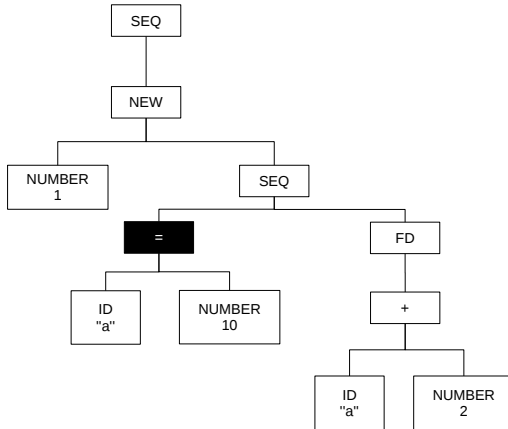 SEQ
NEW
NUMBER
1
SEQ
=
FD
ID
"a"
NUMBER
10
+
ID
"a"
NUMBER
2